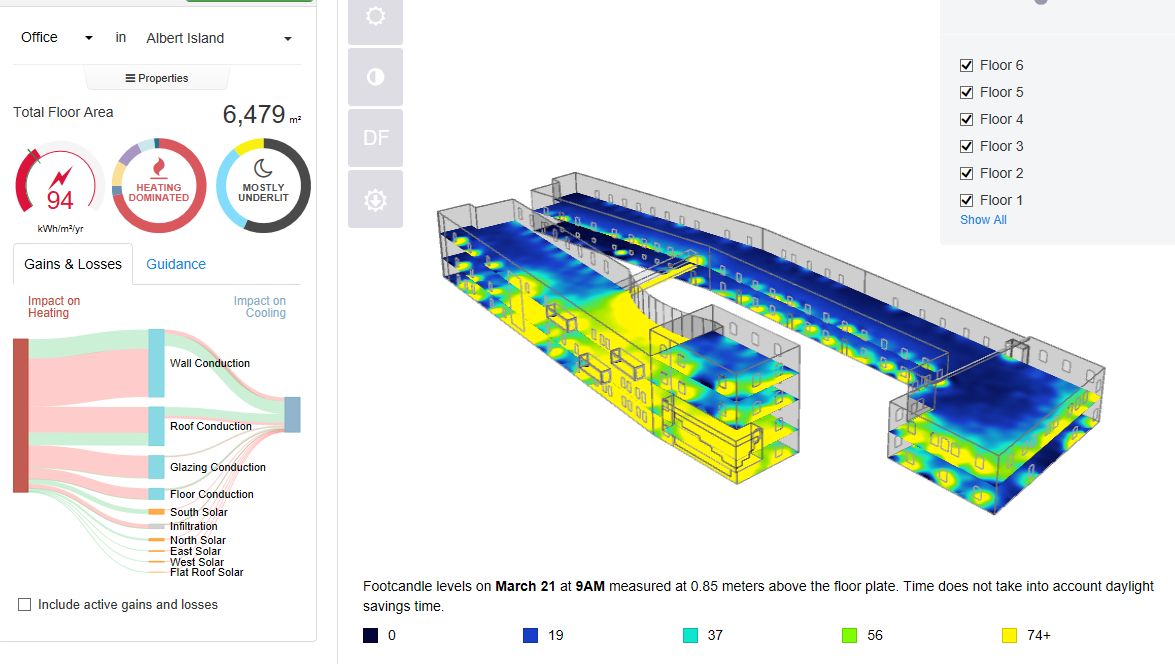 Office in Albert Island
Properties
Total Floor Area 6,479 m²
94
kWh/m²/yr
HEATING
DOMINATED
MOSTLY
UNDERLIT
Gains & Losses Guidance
Impact on
Heating
Impact on
Cooling
Wall Conduction
Roof Conduction
Glazing Conduction
Floor Conduction
South Solar
Infiltration
North Solar
East Solar
West Solar
Flat Roof Solar
Include active gains and losses
DF
Floor 6
Floor 5
Floor 4
Floor 3
Floor 2
Floor 1
Show All
Footcandle levels on March 21 at 9AM measured at 0.85 meters above the floor plate. Time does not take into account daylight
savings time.
0 19 37 56 74+